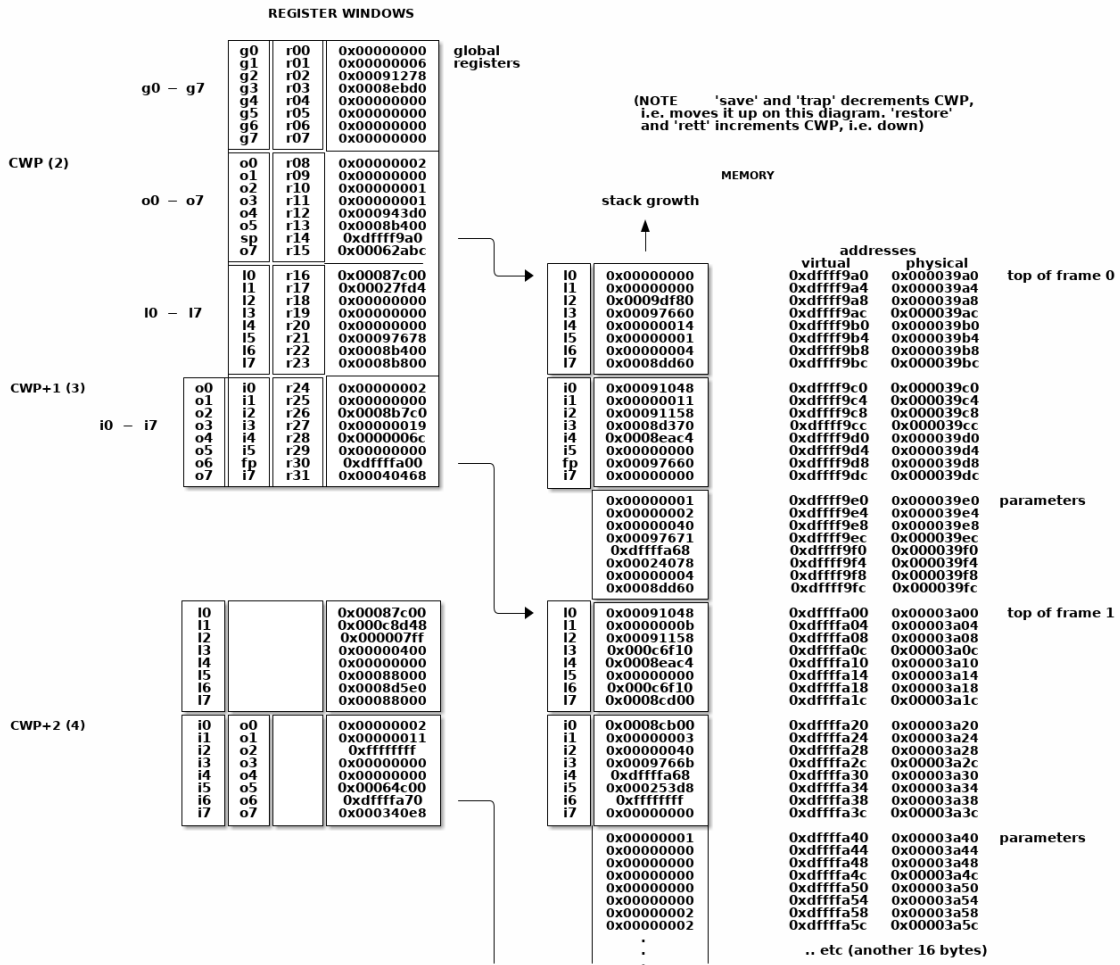 REGISTER WINDOWS
g0 r00 0x00000000 global
g1 r01 0x00000006 registers
g2 r02 0x00091278
g0 − g7 g3 r03 0x0008ebd0
g4 r04 0x00000000
g5 r05 0x00000000
g6 r06 0x00000000
g7 r07 0x00000000
(NOTE 'save' and 'trap' decrements CWP,
i.e. moves it up on this diagram. 'restore'
and 'rett' increments CWP, i.e. down)
CWP (2) o0 r08 0x00000002
o1 r09 0x00000000
o2 r10 0x00000001
o0 − o7 o3 r11 0x00000001
o4 r12 0x000943d0
o5 r13 0x0008b400
sp r14 0xdffff9a0
o7 r15 0x00062abc
MEMORY
stack growth
addresses
virtual physical
l0 r16 0x00087c00
l1 r17 0x00027fd4
l2 r18 0x00000000
l0 − l7 l3 r19 0x00000000
l4 r20 0x00000000
l5 r21 0x00097678
l6 r22 0x0008b400
l7 r23 0x0008b800
l0 0x00000000 0xdffff9a0 0x000039a0 top of frame 0
l1 0x00000000 0xdffff9a4 0x000039a4
l2 0x0009df80 0xdffff9a8 0x000039a8
l3 0x00097660 0xdffff9ac 0x000039ac
l4 0x00000014 0xdffff9b0 0x000039b0
l5 0x00000001 0xdffff9b4 0x000039b4
l6 0x00000004 0xdffff9b8 0x000039b8
l7 0x0008dd60 0xdffff9bc 0x000039bc
CWP+1 (3) o0 i0 r24 0x00000002
o1 i1 r25 0x00000000
o2 i2 r26 0x0008b7c0
i0 − i7 o3 i3 r27 0x00000019
o4 i4 r28 0x0000006c
o5 i5 r29 0x00000000
o6 fp r30 0xdffffa00
o7 i7 r31 0x00040468
i0 0x00091048 0xdffff9c0 0x000039c0
i1 0x00000011 0xdffff9c4 0x000039c4
i2 0x00091158 0xdffff9c8 0x000039c8
i3 0x0008d370 0xdffff9cc 0x000039cc
i4 0x0008eac4 0xdffff9d0 0x000039d0
i5 0x00000000 0xdffff9d4 0x000039d4
fp 0x00097660 0xdffff9d8 0x000039d8
i7 0x00000000 0xdffff9dc 0x000039dc
0x00000001 0xdffff9e0 0x000039e0 parameters
0x00000002 0xdffff9e4 0x000039e4
0x00000040 0xdffff9e8 0x000039e8
0x00097671 0xdffff9ec 0x000039ec
0xdffffa68 0xdffff9f0 0x000039f0
0x00024078 0xdffff9f4 0x000039f4
0x00000004 0xdffff9f8 0x000039f8
0x0008dd60 0xdffff9fc 0x000039fc
l0 0x00087c00
l1 0x000c8d48
l2 0x000007ff
l3 0x00000400
l4 0x00000000
l5 0x00088000
l6 0x0008d5e0
l7 0x00088000
l0 0x00091048 0xdffffa00 0x00003a00 top of frame 1
l1 0x0000000b 0xdffffa04 0x00003a04
l2 0x00091158 0xdffffa08 0x00003a08
l3 0x000c6f10 0xdffffa0c 0x00003a0c
l4 0x0008eac4 0xdffffa10 0x00003a10
l5 0x00000000 0xdffffa14 0x00003a14
l6 0x000c6f10 0xdffffa18 0x00003a18
l7 0x0008cd00 0xdffffa1c 0x00003a1c
CWP+2 (4) i0 o0 0x00000002
i1 o1 0x00000011
i2 o2 0xffffffff
i3 o3 0x00000000
i4 o4 0x00000000
i5 o5 0x00064c00
i6 o6 0xdffffa70
i7 o7 0x000340e8
i0 0x0008cb00 0xdffffa20 0x00003a20
i1 0x00000003 0xdffffa24 0x00003a24
i2 0x00000040 0xdffffa28 0x00003a28
i3 0x0009766b 0xdffffa2c 0x00003a2c
i4 0xdffffa68 0xdffffa30 0x00003a30
i5 0x000253d8 0xdffffa34 0x00003a34
i6 0xffffffff 0xdffffa38 0x00003a38
i7 0x00000000 0xdffffa3c 0x00003a3c
0x00000001 0xdffffa40 0x00003a40 parameters
0x00000000 0xdffffa44 0x00003a44
0x00000000 0xdffffa48 0x00003a48
0x00000000 0xdffffa4c 0x00003a4c
0x00000000 0xdffffa50 0x00003a50
0x00000000 0xdffffa54 0x00003a54
0x00000002 0xdffffa58 0x00003a58
0x00000002 0xdffffa5c 0x00003a5c
.. etc (another 16 bytes)